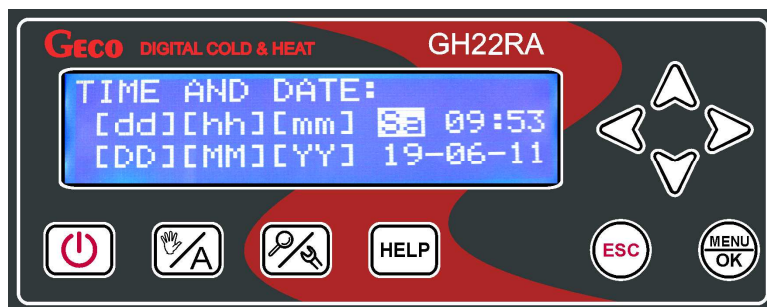 GECO DIGITAL COLD & HEAT
GH22RA
TIME AND DATE:
[dd][hh][mm] Sa 09:53
[DD][MM][YY] 19-06-11
A
HELP
ESC
MENU
OK